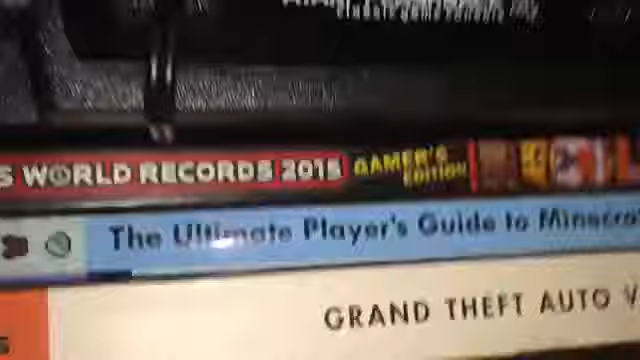 S WORLD RECORDS 2015 GAMER'S EDITION
The Ultimate Player's Guide to Minecra
GRAND THEFT AUTO V
S